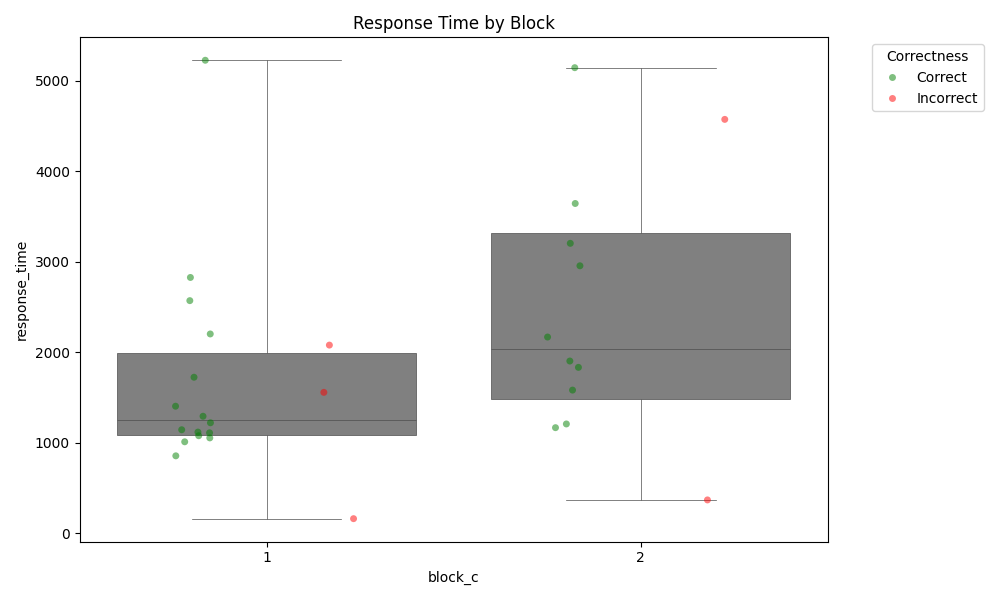 Response Time by Block
Correctness
Correct
Incorrect
response_time
5000
4000
3000
2000
1000
0
1
2
block_c